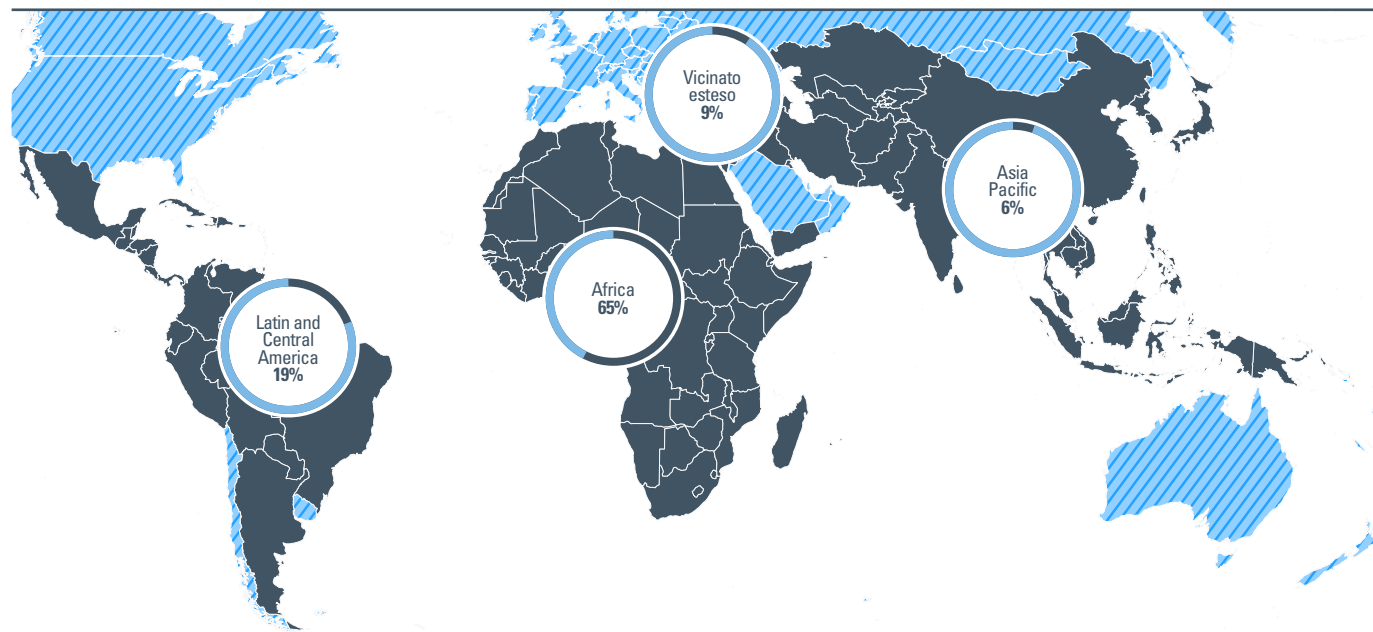 Vicinato
esteso
9%
Asia
Pacific
6%
Africa
65%
Latin and
Central
America
19%